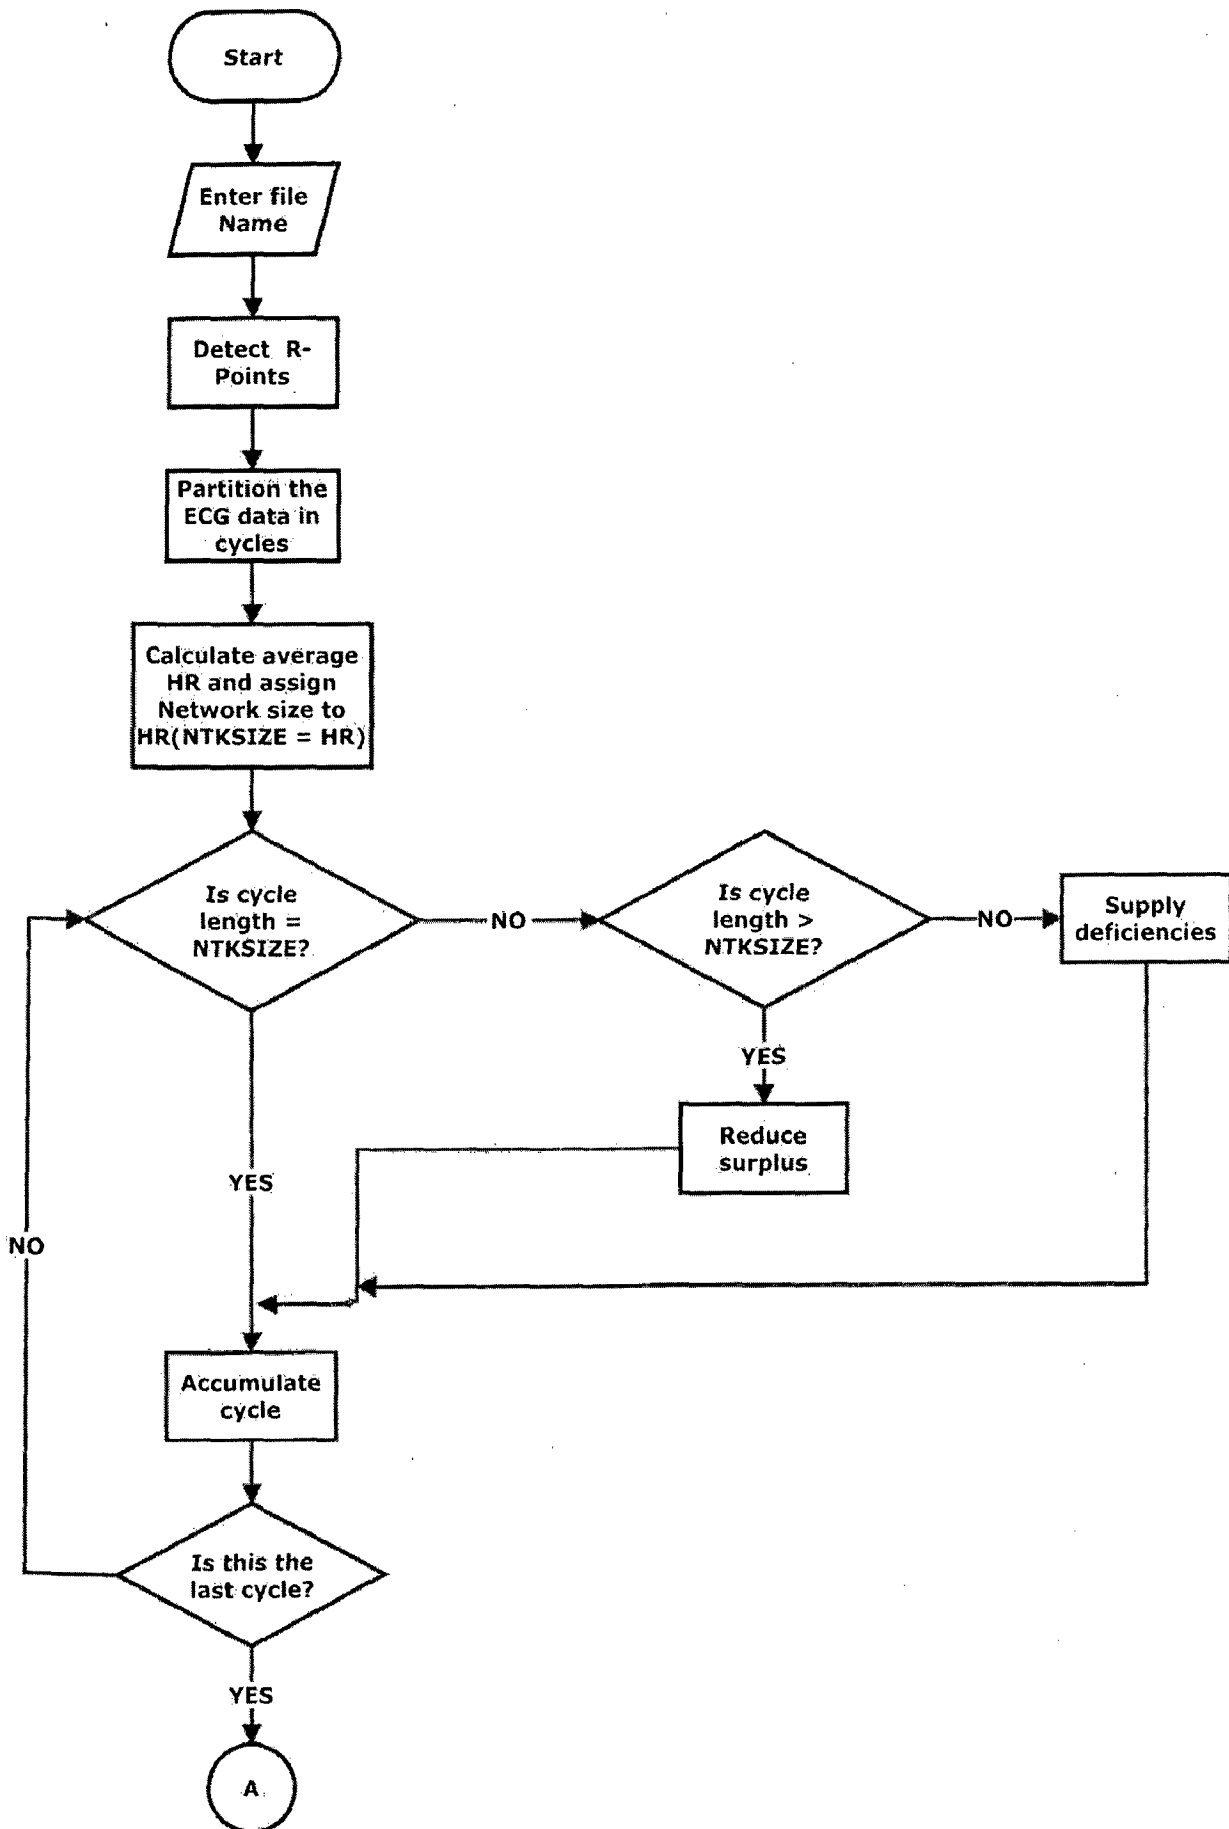 Start
Enter file
Name
Detect R-
Points
Partition the
ECG data in
cycles
Calculate average
HR and assign
Network size to
HR(NTKSIZE = HR)
Is cycle
length =
NTKSIZE?
NO
Is cycle
length >
NTKSIZE?
NO
Supply
deficiencies
YES
Reduce
surplus
YES
NO
Accumulate
cycle
Is this the
last cycle?
YES
A